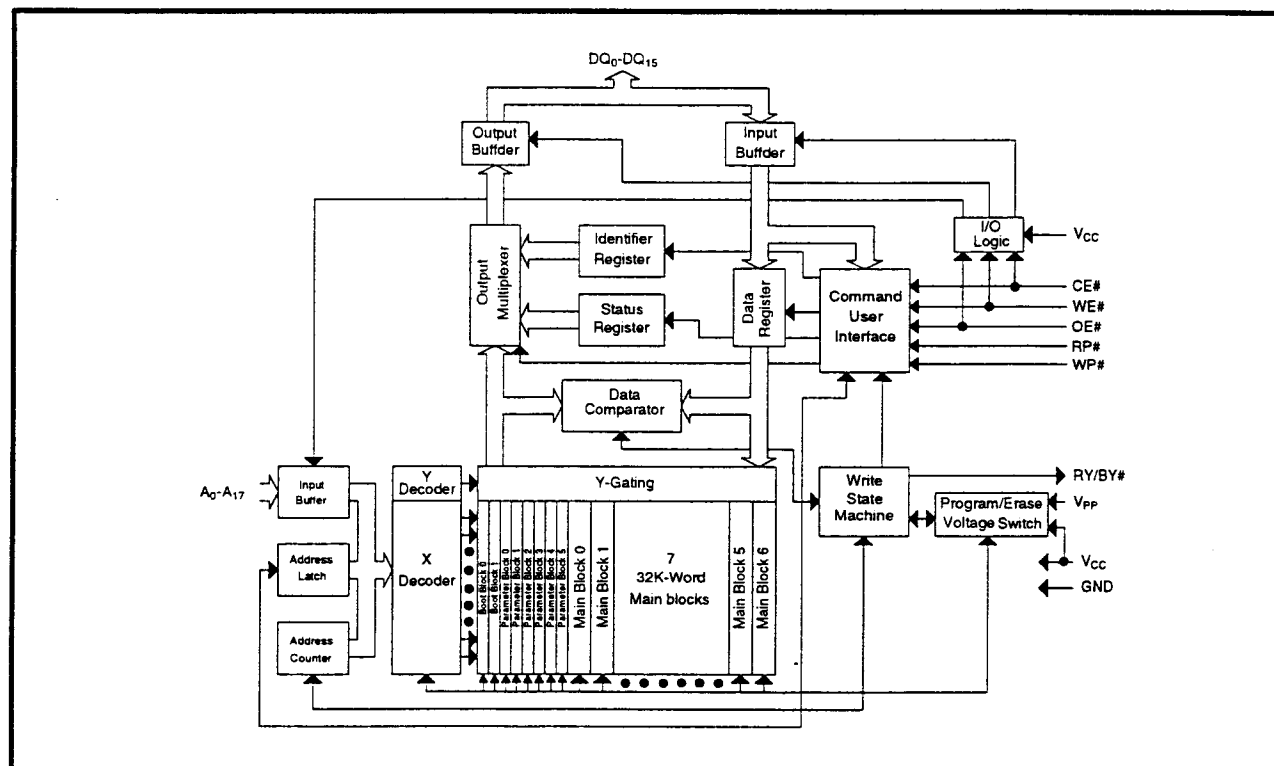 DQ₀-DQ₁₅
Output
Buffder
Input
Buffder
I/O
Logic
VCC
Output
Multiplexer
Identifier
Register
Status
Register
Data
Register
Command
User
Interface
CE#
WE#
OE#
RP#
WP#
Data
Comparator
A₀-A₁₇
Input
Buffer
Y
Decoder
Y-Gating
Write
State
Machine
RY/BY#
Program/Erase
Voltage Switch
VPP
VCC
GND
Address
Latch
Address
Counter
X
Decoder
Boot Block 0
Boot Block 1
Parameter Block 0
Parameter Block 1
Parameter Block 2
Parameter Block 3
Parameter Block 4
Parameter Block 5
Main Block 0
Main Block 1
7
32K-Word
Main blocks
Main Block 5
Main Block 6